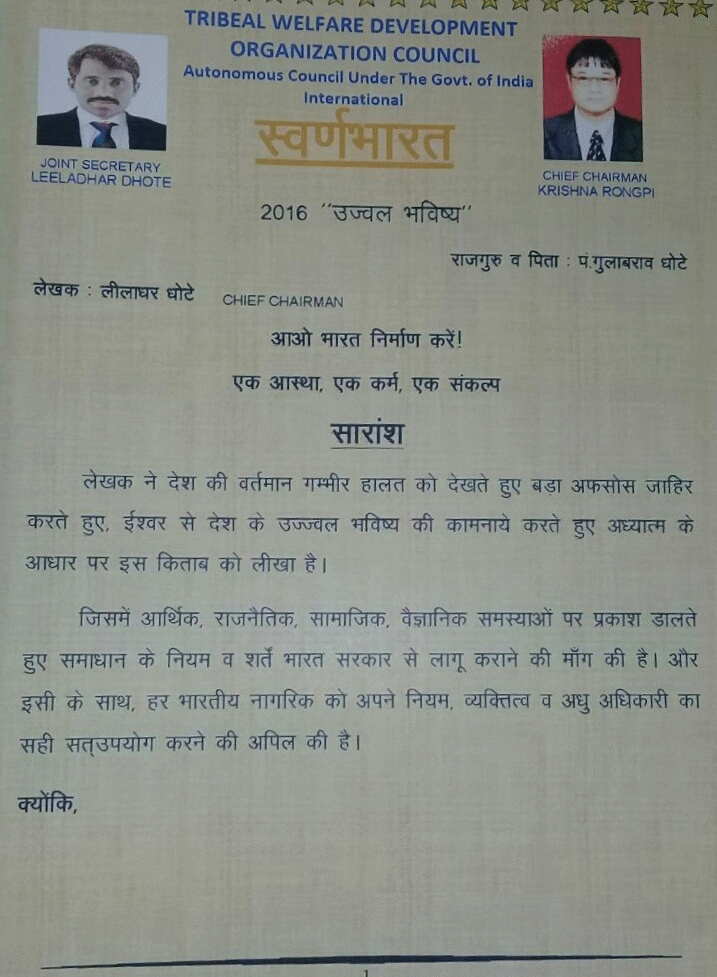 TRIBEAL WELFARE DEVELOPMENT
ORGANIZATION COUNCIL
Autonomous Council Under The Govt. of India
International
स्वर्णभारत
JOINT SECRETARY
LEELADHAR DHOTE
CHIEF CHAIRMAN
KRISHNA RONGPI
2016 "उज्वल भविष्य"
राजगुरु व पिता : पं.गुलाबराव धोटे
लेखक : लीलाधर धोटे CHIEF CHAIRMAN
आओ भारत निर्माण करें!
एक आस्था, एक कर्म, एक संकल्प
सारांश
लेखक ने देश की वर्तमान गम्भीर हालत को देखते हुए बड़ा अफसोस जाहिर
करते हुए, ईश्वर से देश के उज्ज्वल भविष्य की कामनाये करते हुए अध्यात्म के
आधार पर इस किताब को लीखा है।
जिसमें आर्थिक, राजनैतिक, सामाजिक, वैज्ञानिक समस्याओं पर प्रकाश डालते
हुए समाधान के नियम व शर्ते भारत सरकार से लागू कराने की माँग की है। और
इसी के साथ, हर भारतीय नागरिक को अपने नियम, व्यक्तित्व व अधु अधिकारी का
सही सत्उपयोग करने की अपिल की है।
क्योंकि,
1